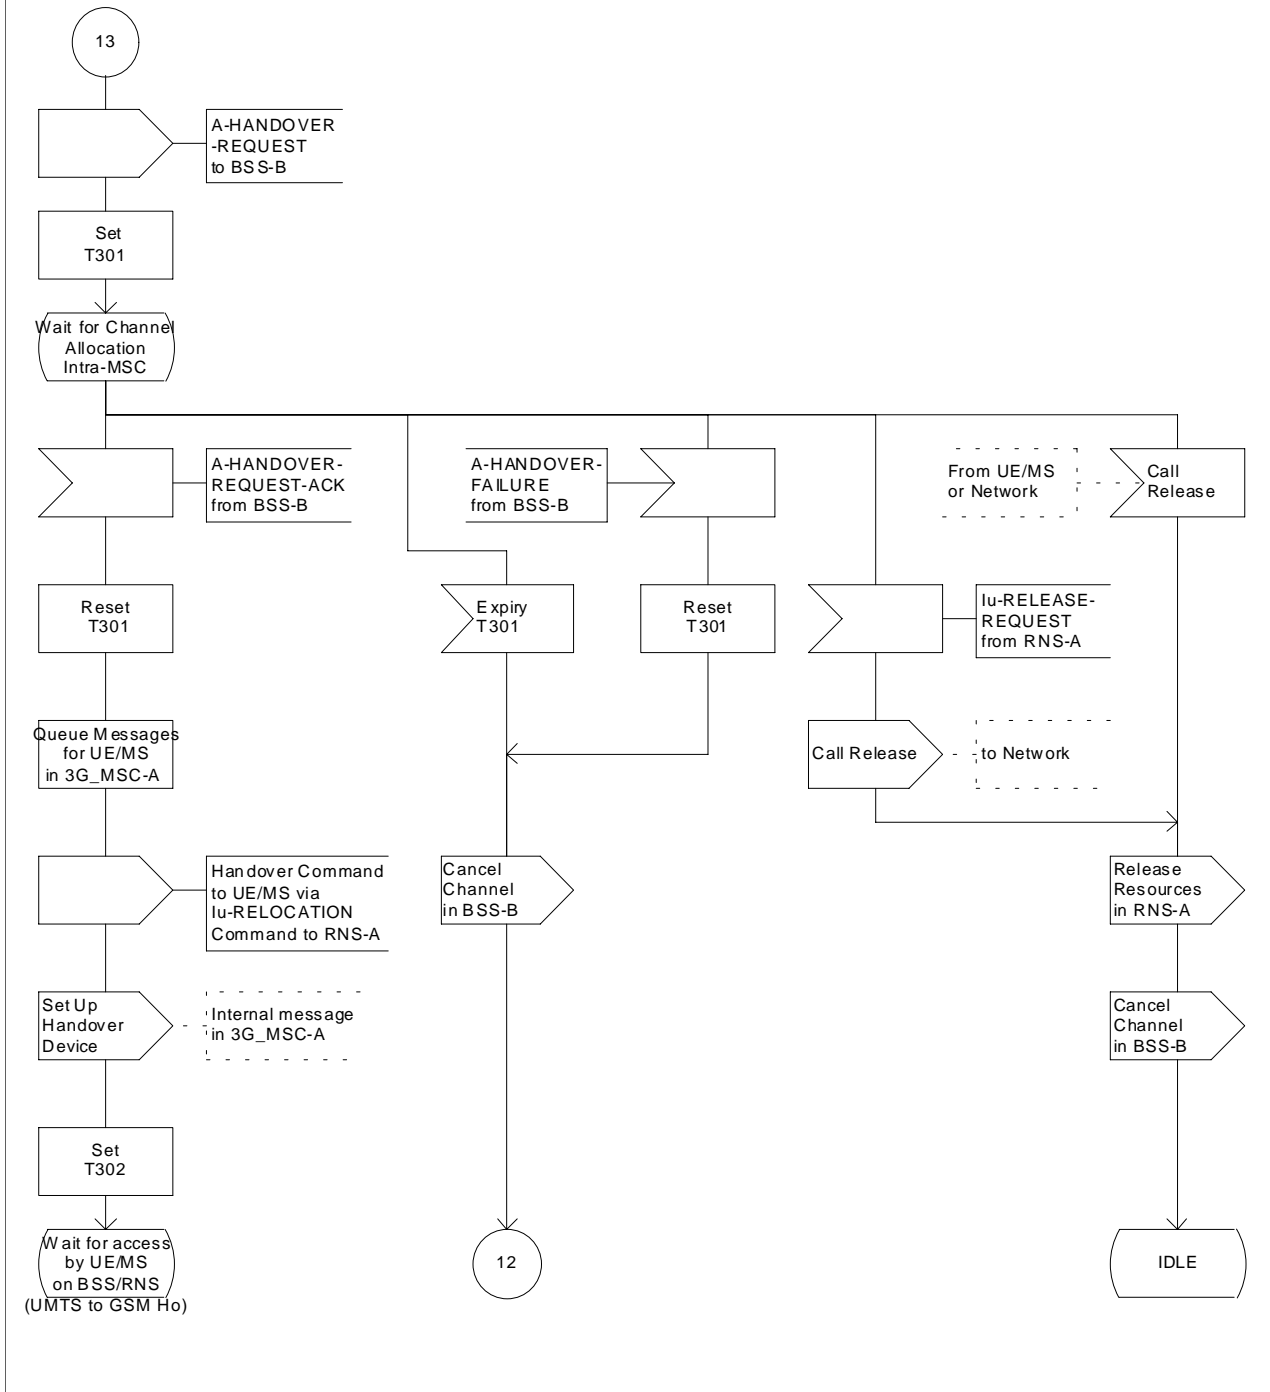 13
A-HANDOVER
-REQUEST
to BSS-B
Set
T301
Wait for Channel
Allocation
Intra-MSC
A-HANDOVER-
REQUEST-ACK
from BSS-B
A-HANDOVER-
FAILURE
from BSS-B
From UE/MS
or Network
Call
Release
Reset
T301
Expiry
T301
Reset
T301
Iu-RELEASE-
REQUEST
from RNS-A
Queue Messages
for UE/MS
in 3G_MSC-A
Call Release
to Network
Handover Command
to UE/MS via
Iu-RELOCATION
Command to RNS-A
Cancel
Channel
in BSS-B
Release
Resources
in RNS-A
Set Up
Handover
Device
Internal message
in 3G_MSC-A
Cancel
Channel
in BSS-B
Set
T302
Wait for access
by UE/MS
on BSS/RNS
(UMTS to GSM Ho)
12
IDLE